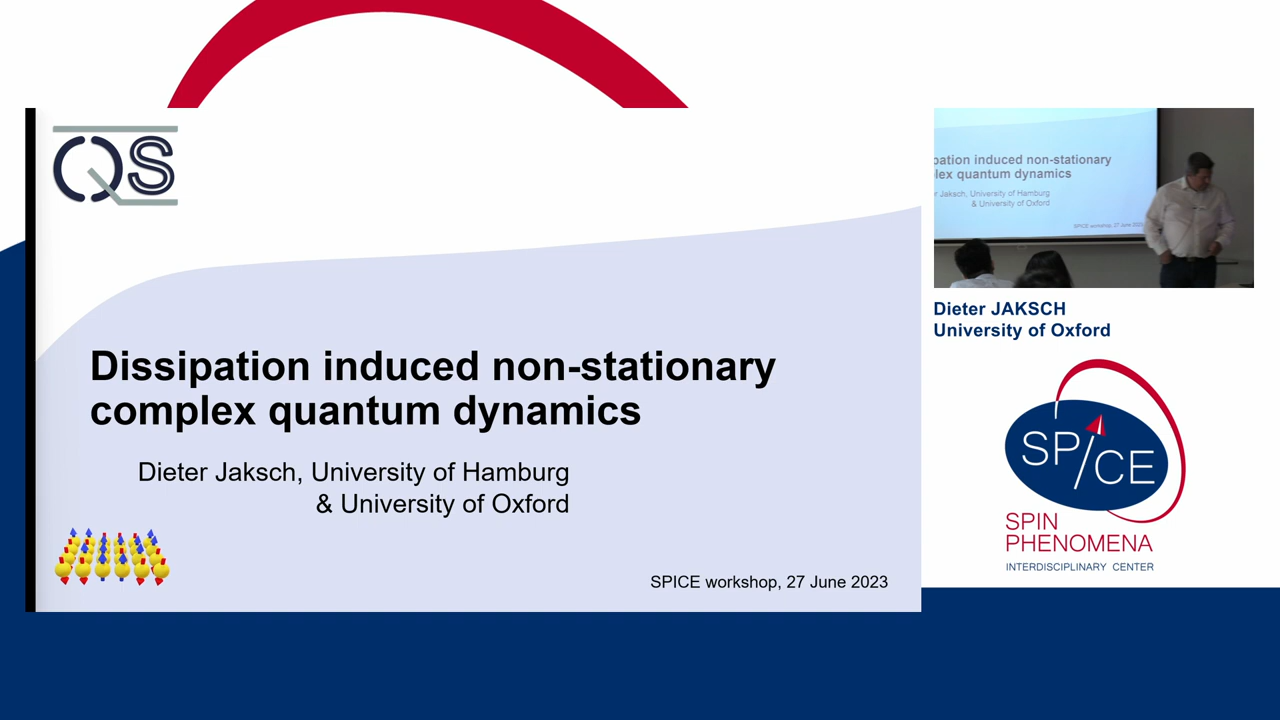 QS
Dissipation induced non-stationary
complex quantum dynamics
Dieter Jaksch, University of Hamburg
& University of Oxford
SPICE workshop, 27 June 2023
pation induced non-stationary
lex quantum dynamics
r Jaksch, University of Hamburg
& University of Oxford
SPICE workshop, 27 June 2023
Dieter JAKSCH
University of Oxford
SP/CE
SPIN
PHENOMENA
INTERDISCIPLINARY CENTER